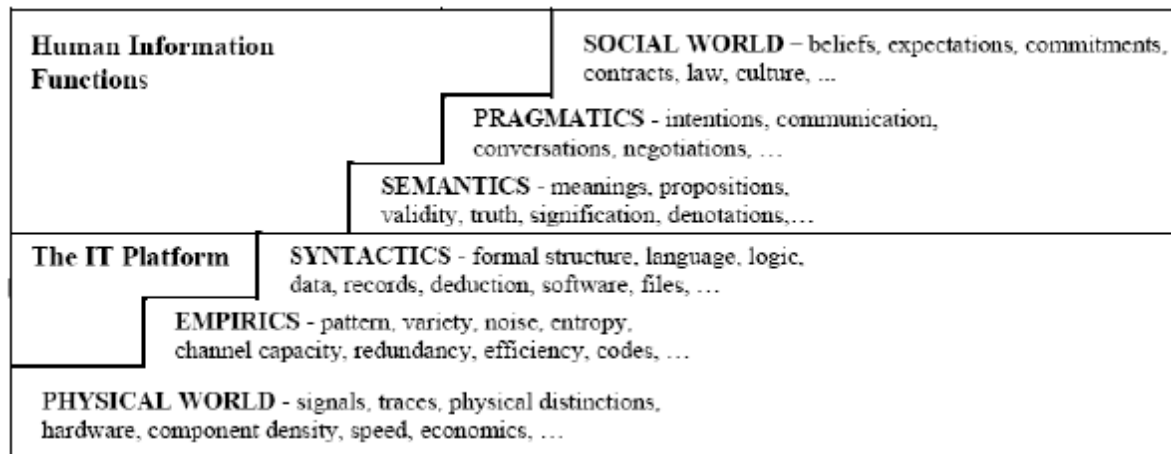 Human Information
Functions
SOCIAL WORLD – beliefs, expectations, commitments,
contracts, law, culture, ...
PRAGMATICS - intentions, communication,
conversations, negotiations, …
SEMANTICS - meanings, propositions,
validity, truth, signification, denotations,…
The IT Platform
SYNTACTICS - formal structure, language, logic,
data, records, deduction, software, files, …
EMPIRICS - pattern, variety, noise, entropy,
channel capacity, redundancy, efficiency, codes, …
PHYSICAL WORLD - signals, traces, physical distinctions,
hardware, component density, speed, economics, …